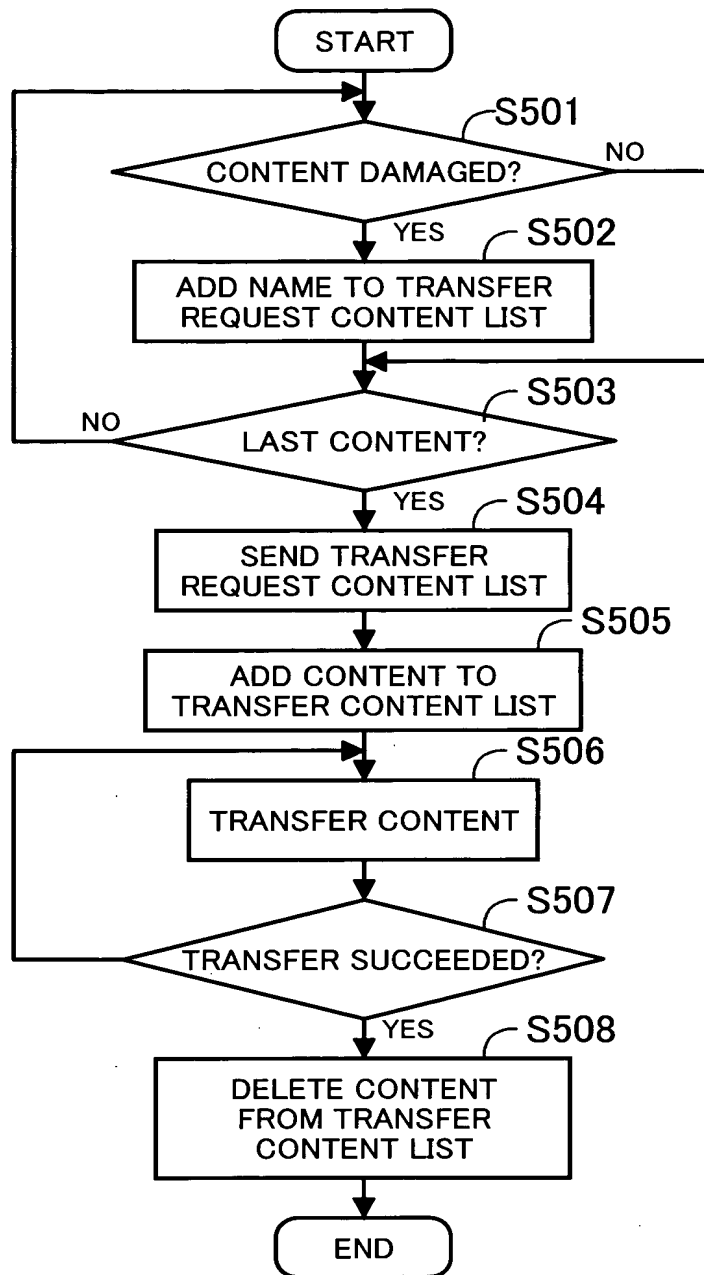 START
S501
CONTENT DAMAGED?
NO
YES
S502
ADD NAME TO TRANSFER
REQUEST CONTENT LIST
S503
NO
LAST CONTENT?
YES
S504
SEND TRANSFER
REQUEST CONTENT LIST
S505
ADD CONTENT TO
TRANSFER CONTENT LIST
S506
TRANSFER CONTENT
S507
TRANSFER SUCCEEDED?
YES
S508
DELETE CONTENT
FROM TRANSFER
CONTENT LIST
END